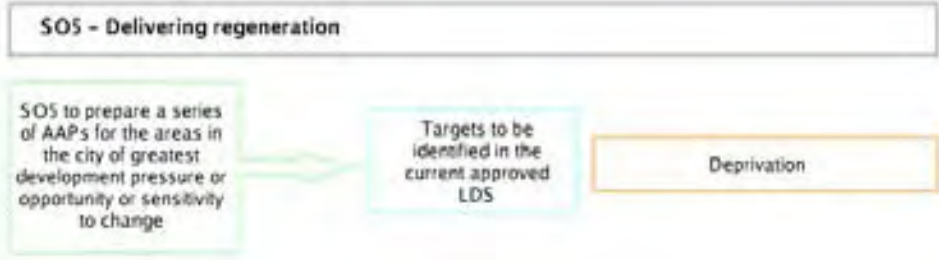 SO5 – Delivering regeneration
SO5 to prepare a series
of AAPs for the areas in
the city of greatest
development pressure or
opportunity or sensitivity
to change
Targets to be
identified in the
current approved
LDS
Deprivation